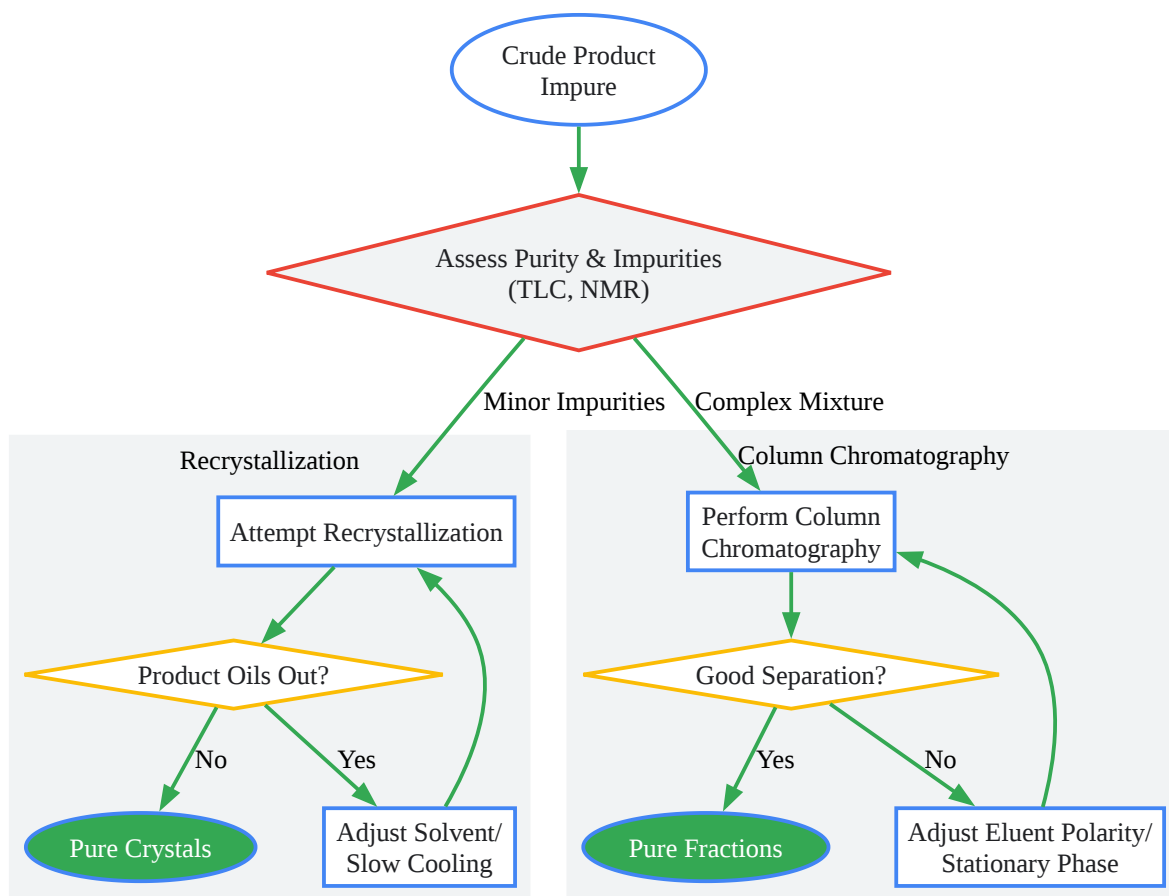 Crude Product
Impure
Assess Purity & Impurities
(TLC, NMR)
Minor Impurities
Complex Mixture
Recrystallization
Column Chromatography
Attempt Recrystallization
Perform Column
Chromatography
Product Oils Out?
Good Separation?
No
Yes
Yes
No
Pure Crystals
Adjust Solvent/
Slow Cooling
Pure Fractions
Adjust Eluent Polarity/
Stationary Phase